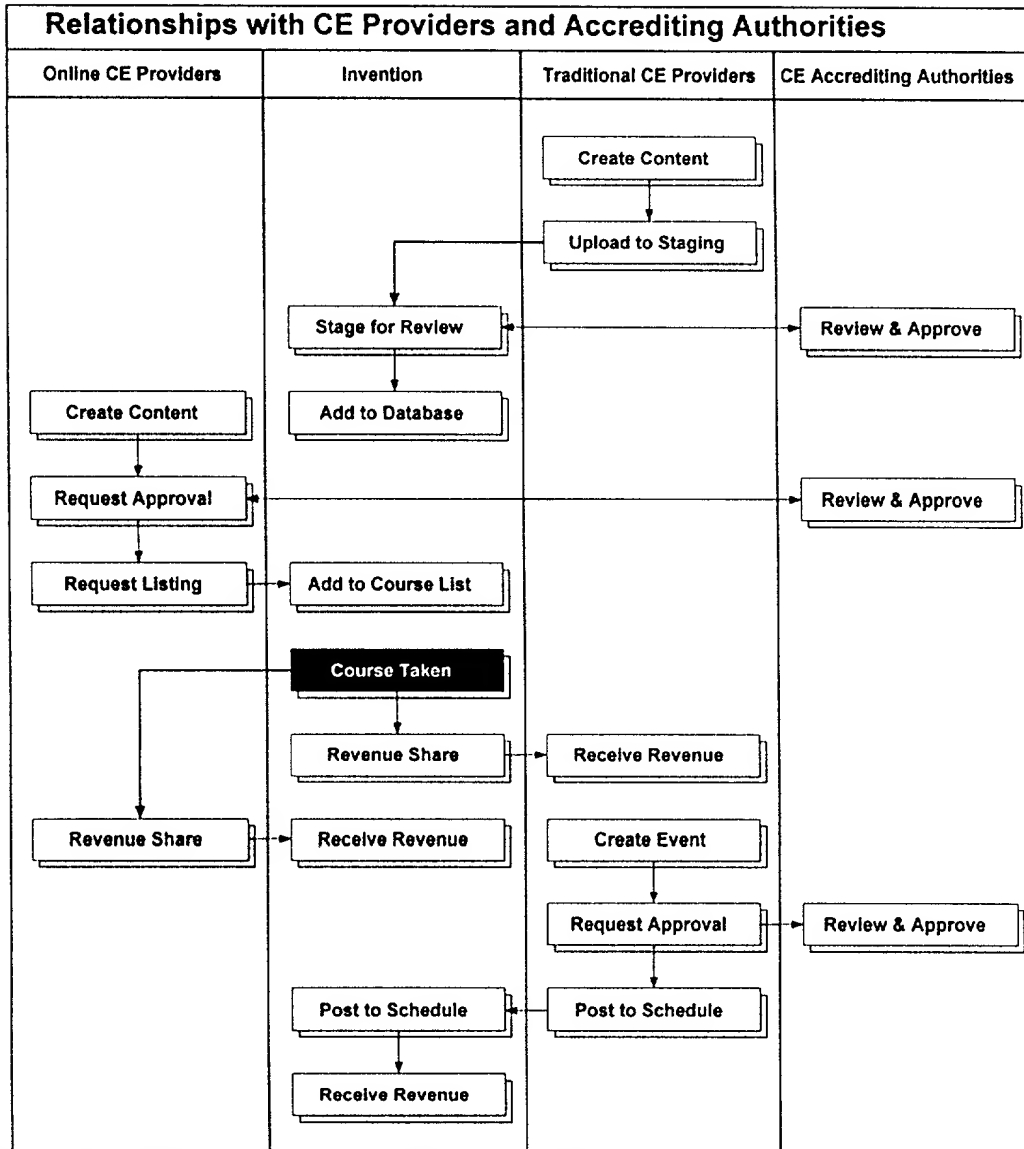 Relationships with CE Providers and Accrediting Authorities
Online CE Providers
Invention
Traditional CE Providers
CE Accrediting Authorities
Create Content
Upload to Staging
Stage for Review
Review & Approve
Create Content
Add to Database
Request Approval
Review & Approve
Request Listing
Add to Course List
Course Taken
Revenue Share
Receive Revenue
Revenue Share
Receive Revenue
Create Event
Request Approval
Review & Approve
Post to Schedule
Post to Schedule
Receive Revenue